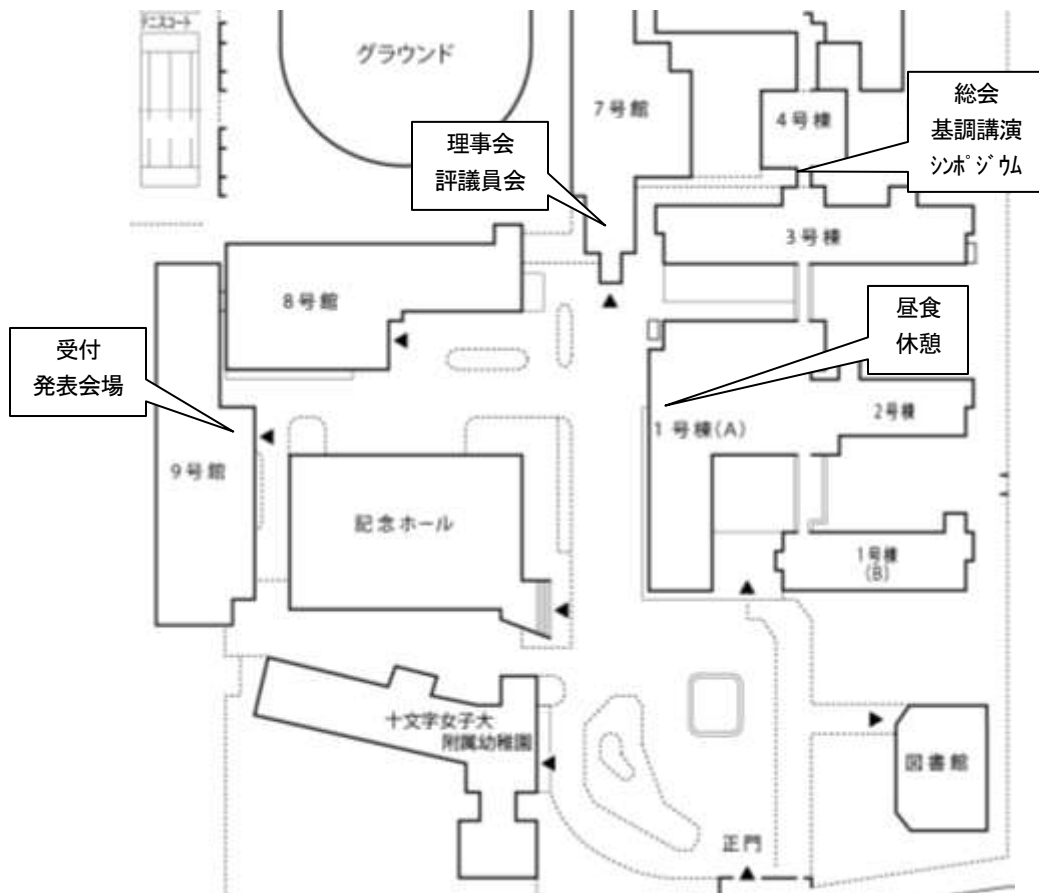 テニスコート
グラウンド
7号館
4号棟
総会
基調講演
ｼﾝﾎﾟｼﾞｳﾑ
理事会
評議員会
3号棟
8号館
昼食
休憩
受付
発表会場
2号棟
1号棟(A)
9号館
記念ホール
1号棟
(B)
十文字女子大
附属幼稚園
図書館
正門